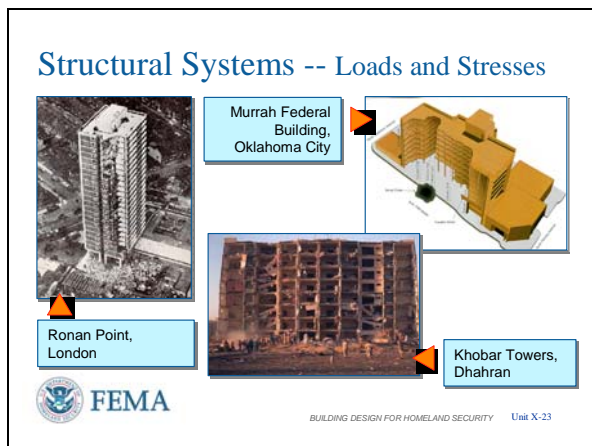 Structural Systems -- Loads and Stresses
Murrah Federal
Building,
Oklahoma City
Ronan Point,
London
Khobar Towers,
Dhahran
FEMA
BUILDING DESIGN FOR HOMELAND SECURITY Unit X-23